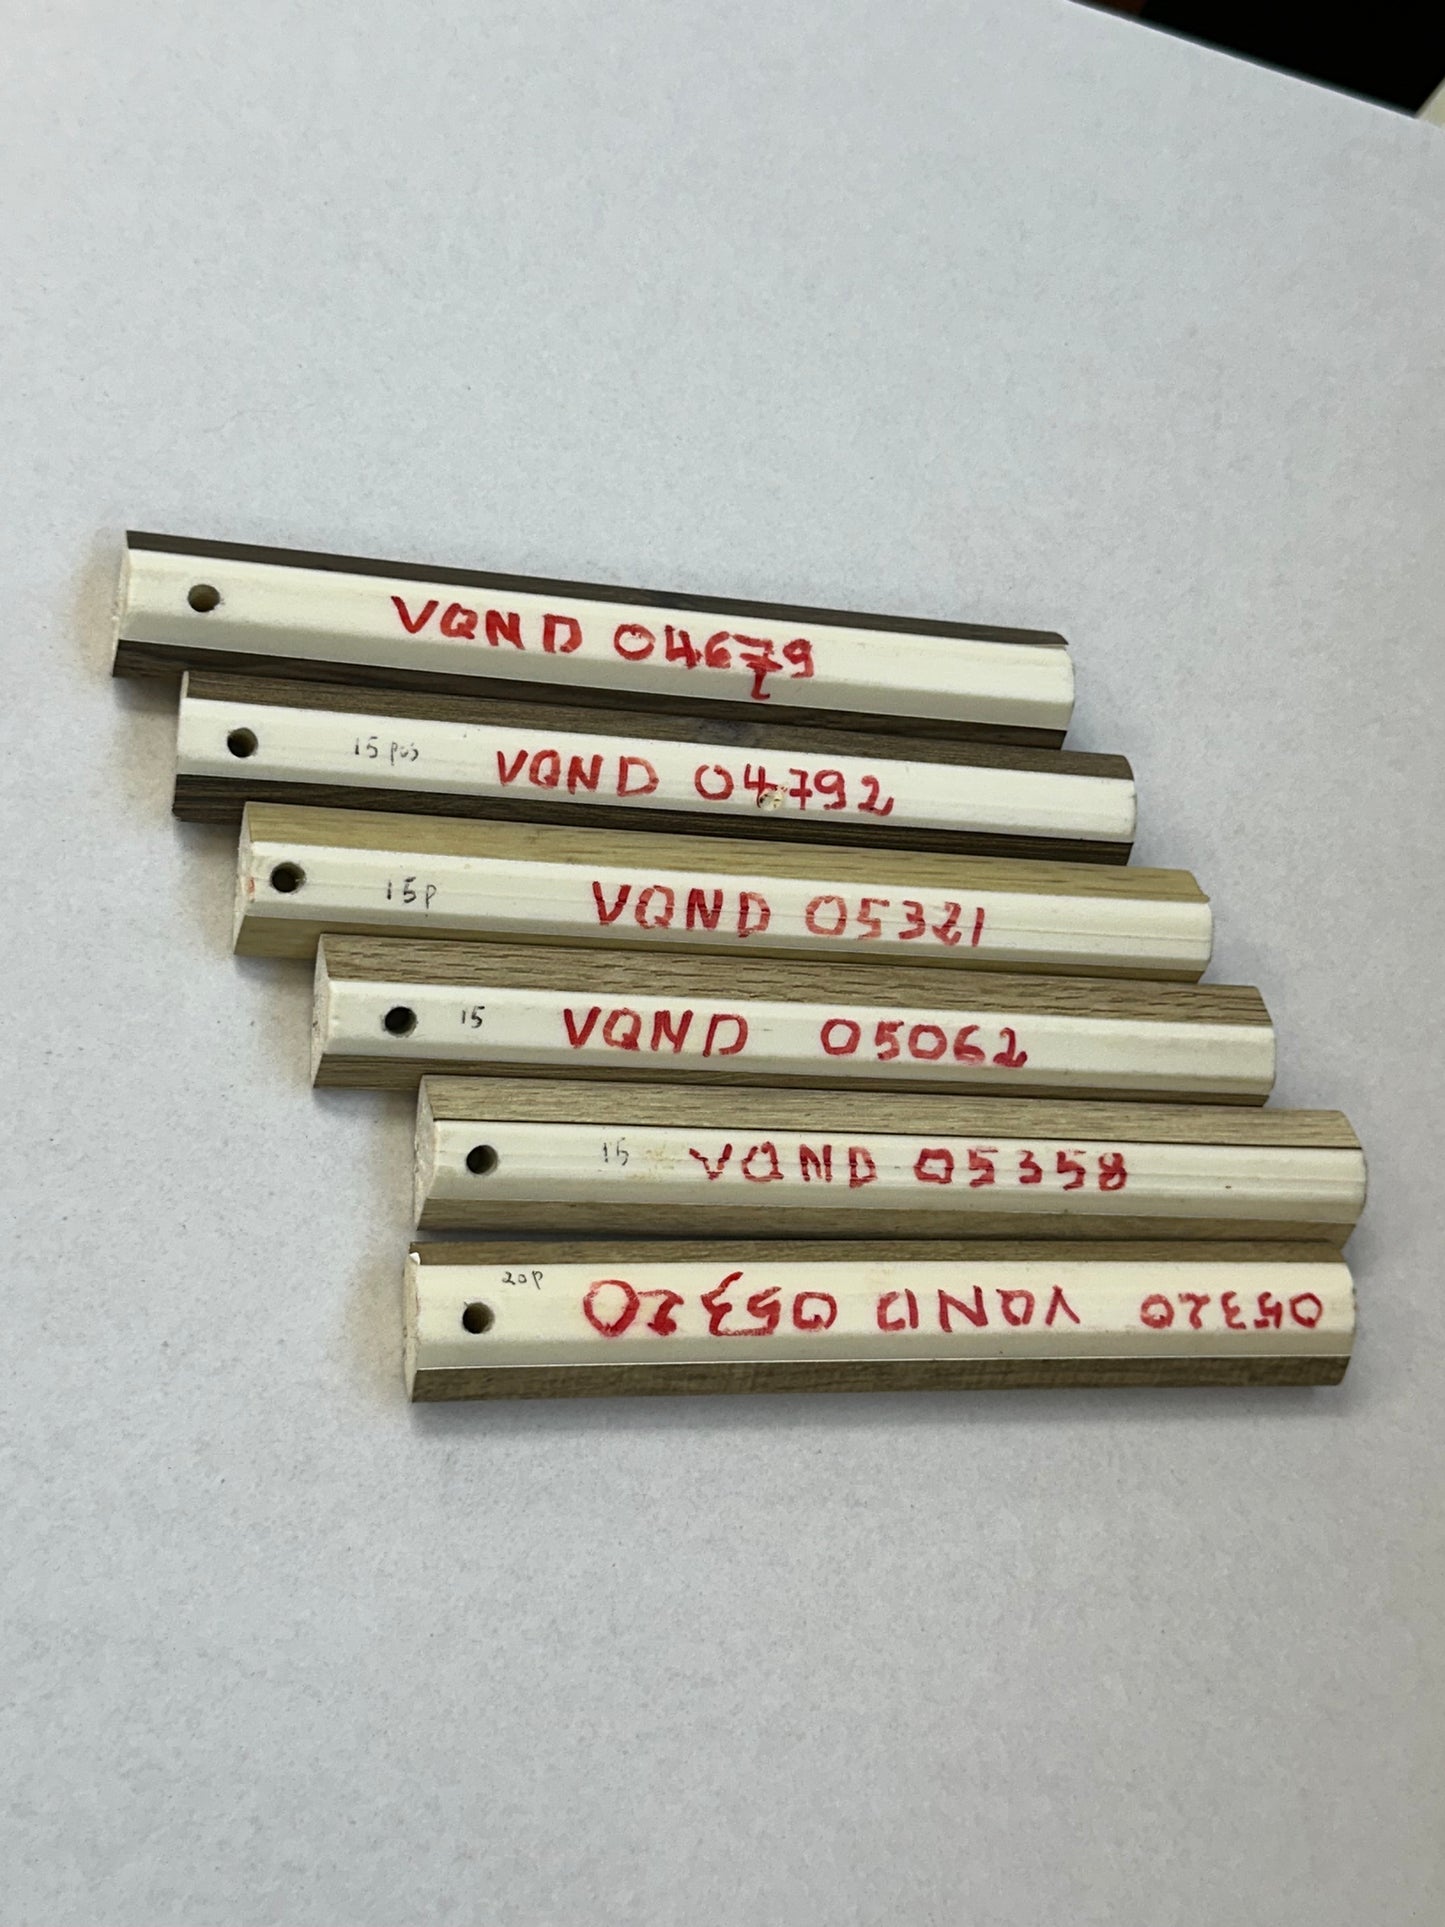 VQND 04679
15 pcs VQND 04792
15p VQND 05321
15 VQND 05062
15 VQND 05358
20p
05320 VQND 05320